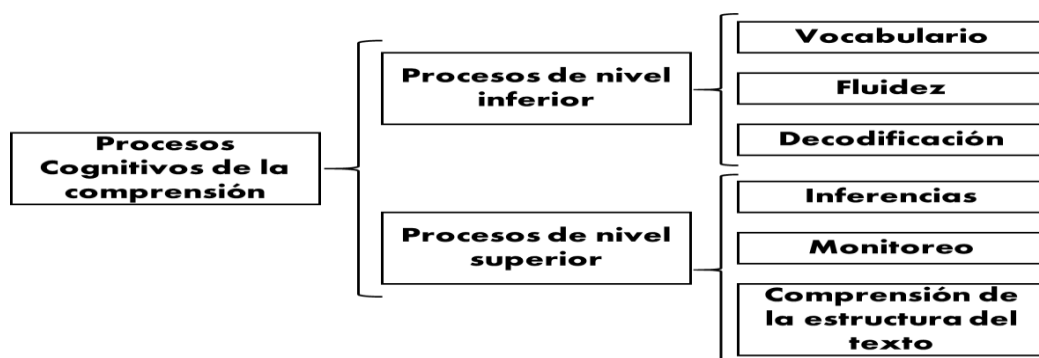 Procesos
Cognitivos de la
comprensión
Procesos de nivel
inferior
Vocabulario
Fluidez
Decodificación
Procesos de nivel
superior
Inferencias
Monitoreo
Comprensión de
la estructura del
texto